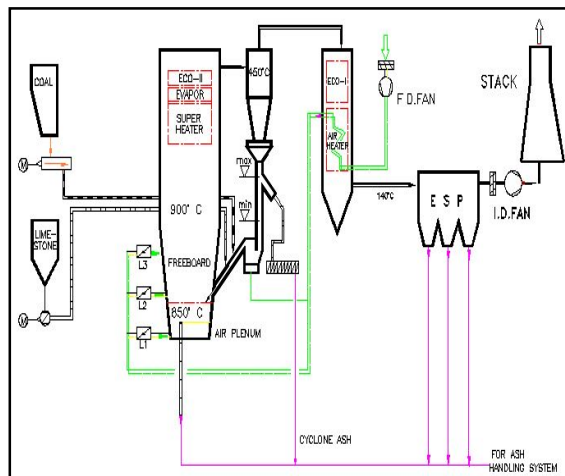 COAL
M
LIME-
STONE
M
L3
L2
L1
ECO-II
EVAPOR
SUPER
HEATER
900° C
FREEBOARD
850° C
AIR PLENUM
450°C
max
min
ECO-I
AIR
HEATER
F.D.FAN
140°C
E S P
I.D.FAN
STACK
CYCLONE ASH
FOR ASH
HANDLING SYSTEM